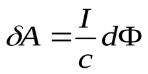 δA = I/c dΦ